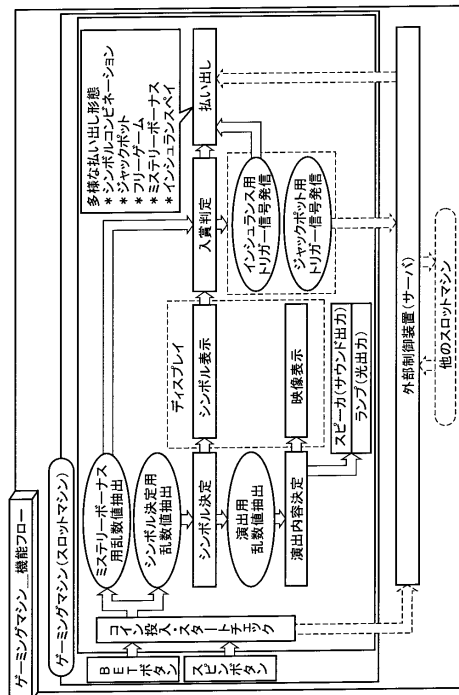 ゲーミングマシン__機能フロー
ゲーミングマシン(スロットマシン)
BETボタン
スピンボタン
コイン投入・スタートチェック
ミステリーボーナス
用乱数値抽出
シンボル決定用
乱数値抽出
シンボル決定
演出用
乱数値抽出
演出内容決定
ディスプレイ
シンボル表示
映像表示
スピーカ(サウンド出力)
ランプ(光出力)
入賞判定
インシュランス用
トリガー信号発信
ジャックポット用
トリガー信号発信
払い出し
多様な払い出し形態
*シンボルコンビネーション
*ジャックポット
*フリーゲーム
*ミステリーボーナス
*インシュランスペイ
外部制御装置(サーバ)
他のスロットマシン